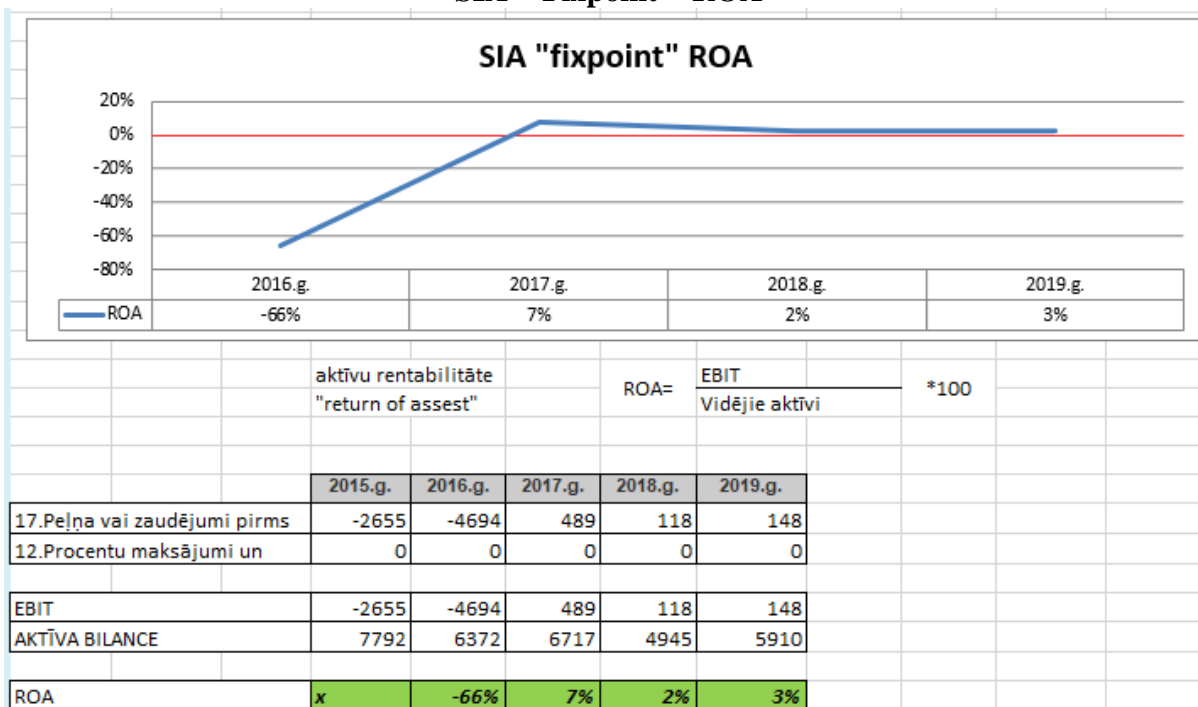 SIA "fixpoint" ROA
20%
0%
-20%
-40%
-60%
-80%
2016.g. 2017.g. 2018.g. 2019.g.
ROA -66% 7% 2% 3%
aktīvu rentabilitāte
"return of assest"
ROA= EBIT *100
Vidējie aktīvi
2015.g. 2016.g. 2017.g. 2018.g. 2019.g.
17.Peļņa vai zaudējumi pirms -2655 -4694 489 118 148
12.Procentu maksājumi un 0 0 0 0 0
EBIT -2655 -4694 489 118 148
AKTĪVA BILANCE 7792 6372 6717 4945 5910
ROA x -66% 7% 2% 3%